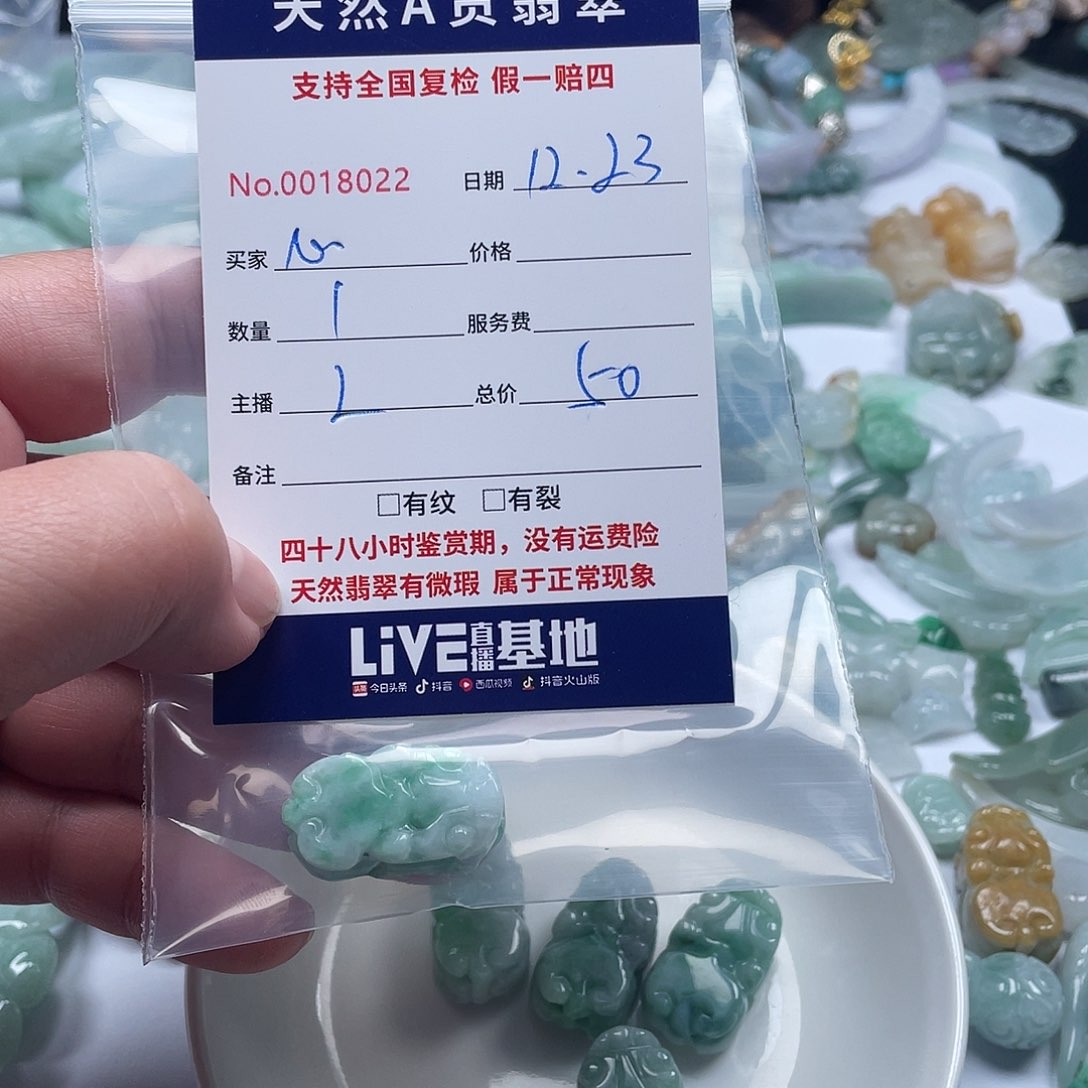 天然A货翡翠
支持全国复检 假一赔四
No.0018022 日期 12.23
买家 价格
数量 1 服务费
主播 L 总价 50
备注
□有纹 □有裂
四十八小时鉴赏期，没有运费险
天然翡翠有微瑕 属于正常现象
LiVE直播基地
头条 今日头条 抖音 西瓜视频 抖音火山版